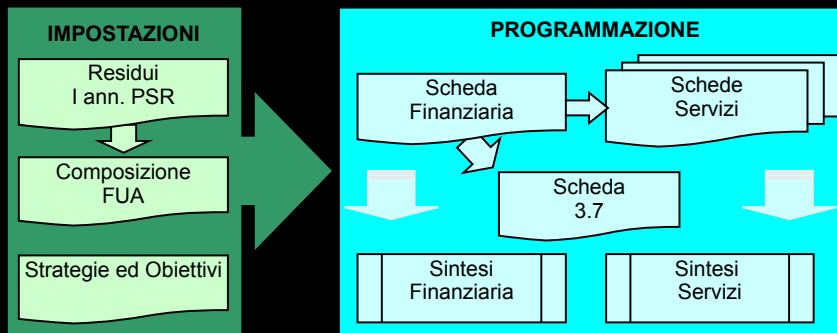 IMPOSTAZIONI
Residui
I ann. PSR
Composizione
FUA
Strategie ed Obiettivi
PROGRAMMAZIONE
Scheda
Finanziaria
Schede
Servizi
Scheda
3.7
Sintesi
Finanziaria
Sintesi
Servizi